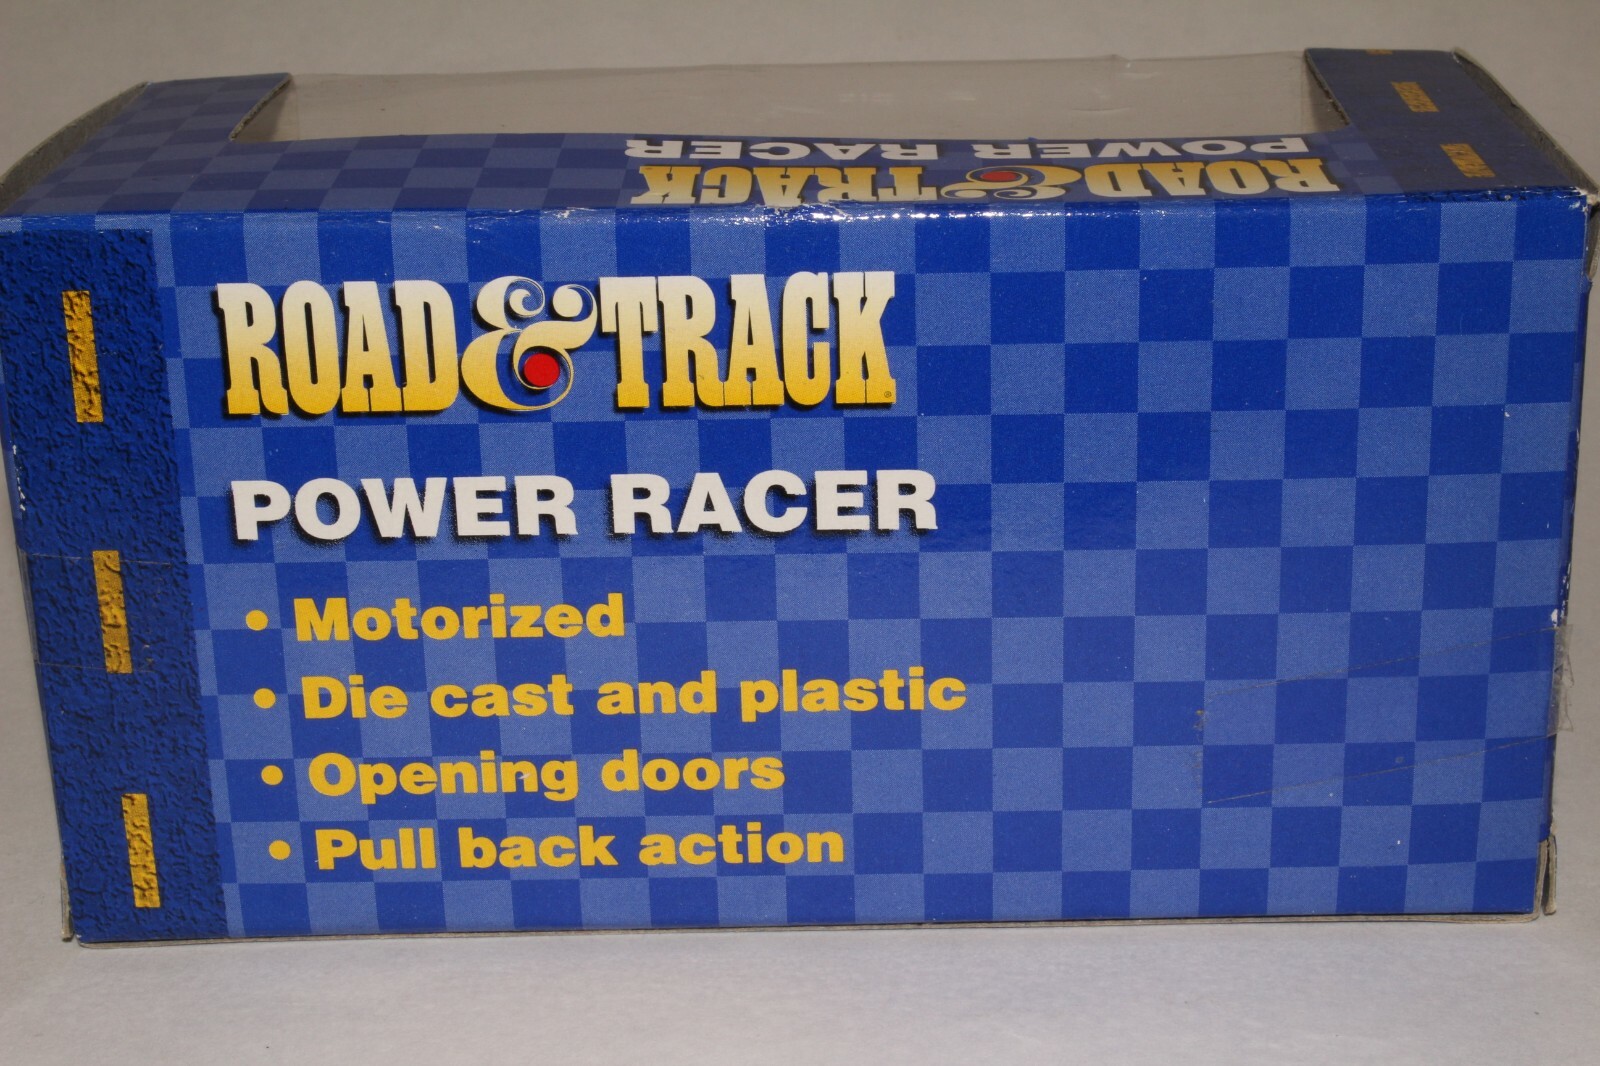 POWER RACER
ROAD & TRACK
ROAD & TRACK
POWER RACER
• Motorized
• Die cast and plastic
• Opening doors
• Pull back action